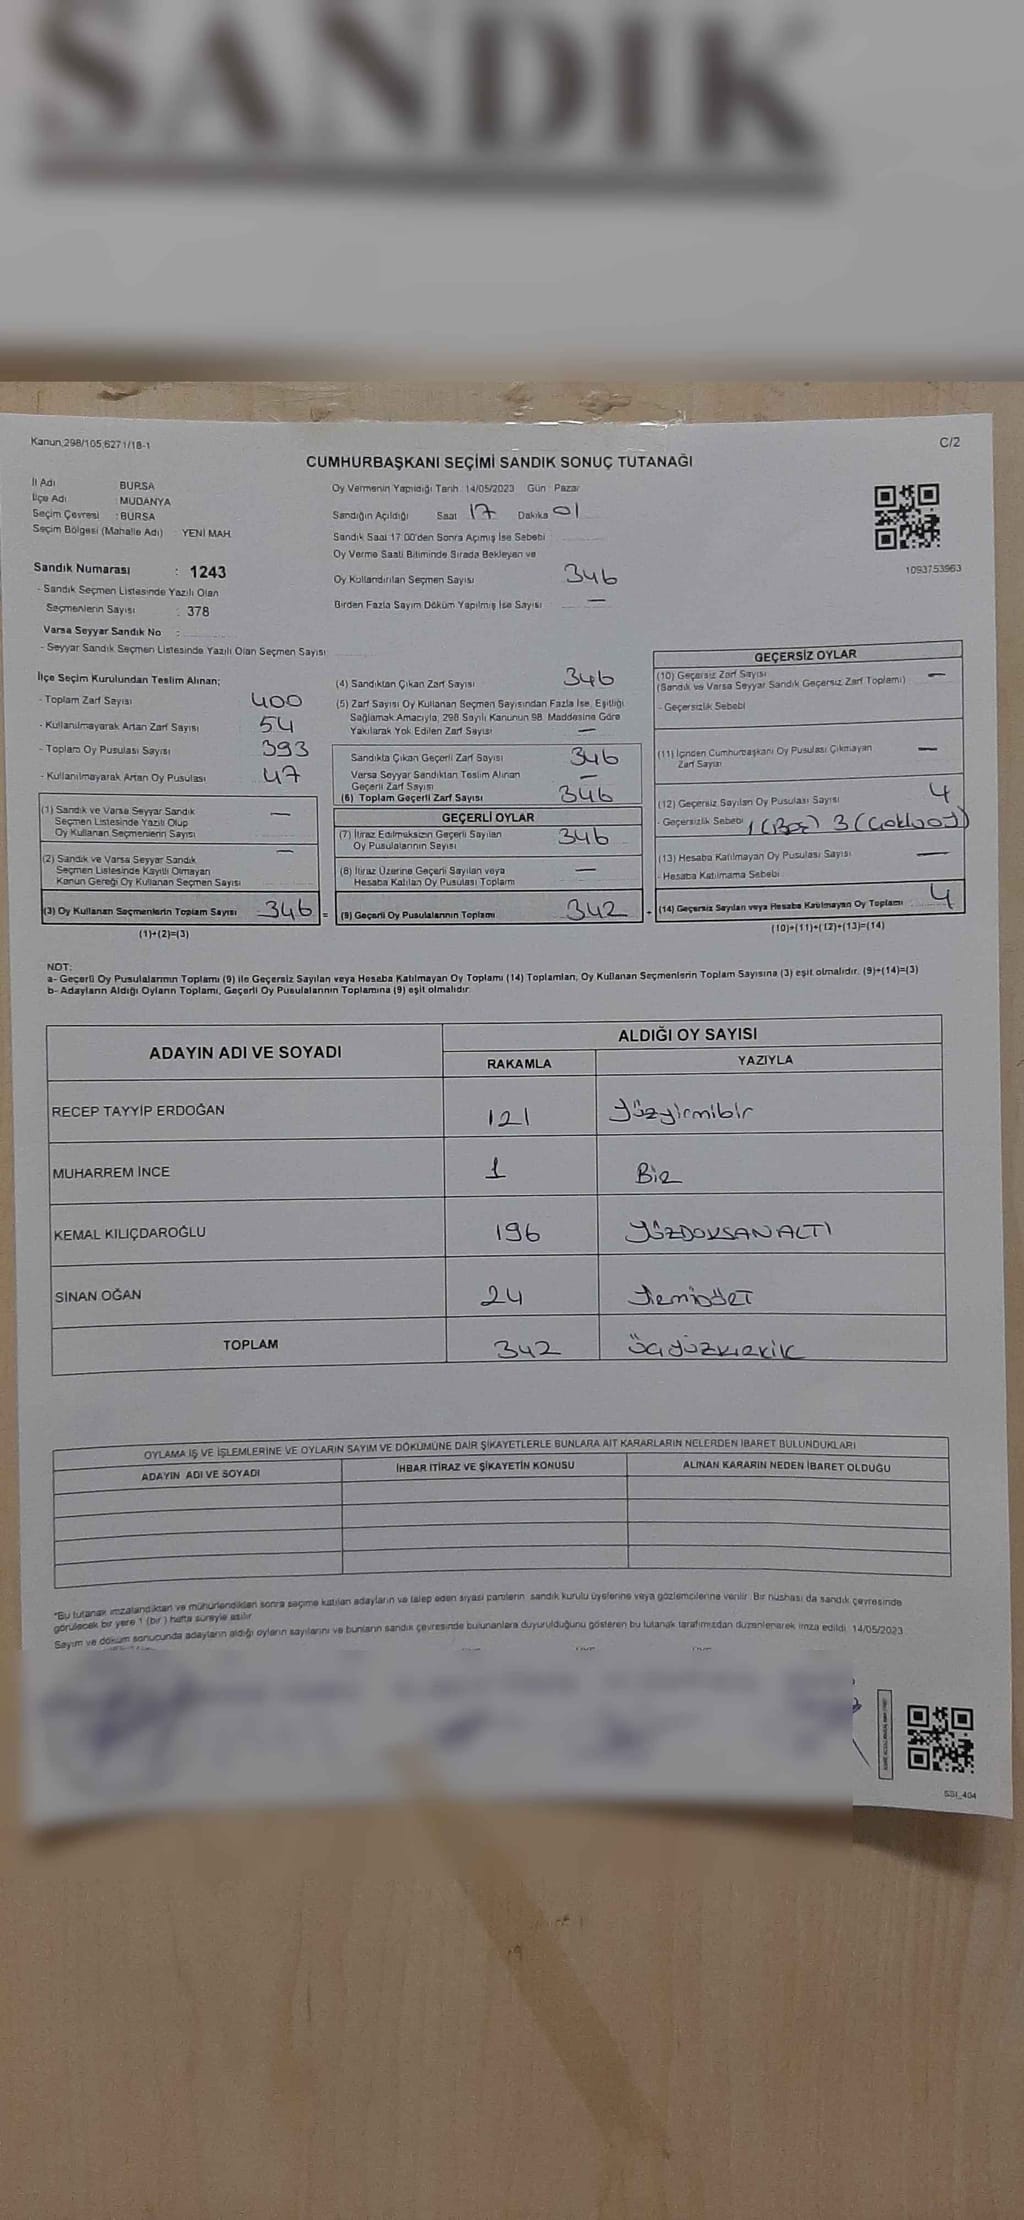 SANDIK
Kanun,298/105,6271/18-1
C/2
CUMHURBAŞKANI SEÇİMİ SANDIK SONUÇ TUTANAĞI
İl Adı : BURSA
İlçe Adı : MUDANYA
Seçim Çevresi : BURSA
Seçim Bölgesi (Mahalle Adı) : YENİ MAH.
Oy Vermenin Yapıldığı Tarih : 14/05/2023 Gün : Pazar
Sandığın Açıldığı Saat 17 Dakika 01
Sandık Saat 17:00'den Sonra Açılmış İse Sebebi :
Oy Verme Saati Bitiminde Sırada Bekleyen ve
Oy Kullandırılan Seçmen Sayısı 346
Birden Fazla Sayım Döküm Yapılmış İse Sayısı —
1093753963
Sandık Numarası : 1243
- Sandık Seçmen Listesinde Yazılı Olan
Seçmenlerin Sayısı : 378
Varsa Seyyar Sandık No :
- Seyyar Sandık Seçmen Listesinde Yazılı Olan Seçmen Sayısı
İlçe Seçim Kurulundan Teslim Alınan;
- Toplam Zarf Sayısı 400
- Kullanılmayarak Artan Zarf Sayısı 54
- Toplam Oy Pusulası Sayısı 393
- Kullanılmayarak Artan Oy Pusulası 47
(1) Sandık ve Varsa Seyyar Sandık
Seçmen Listesinde Yazılı Olup
Oy Kullanan Seçmenlerin Sayısı —
(2) Sandık ve Varsa Seyyar Sandık
Seçmen Listesinde Kayıtlı Olmayan
Kanun Gereği Oy Kullanan Seçmen Sayısı —
(3) Oy Kullanan Seçmenlerin Toplam Sayısı 346 =
(1)+(2)=(3)
(4) Sandıktan Çıkan Zarf Sayısı 346
(5) Zarf Sayısı Oy Kullanan Seçmen Sayısından Fazla İse, Eşitliği
Sağlamak Amacıyla, 298 Sayılı Kanunun 98. Maddesine Göre
Yakılarak Yok Edilen Zarf Sayısı —
Sandıkta Çıkan Geçerli Zarf Sayısı 346
Varsa Seyyar Sandıktan Teslim Alınan
Geçerli Zarf Sayısı —
(6) Toplam Geçerli Zarf Sayısı 346
GEÇERLİ OYLAR
(7) İtiraz Edilmeksizin Geçerli Sayılan
Oy Pusulalarının Sayısı 346
(8) İtiraz Üzerine Geçerli Sayılan veya
Hesaba Katılan Oy Pusulası Toplamı —
(9) Geçerli Oy Pusulalarının Toplamı 342 +
GEÇERSİZ OYLAR
(10) Geçersiz Zarf Sayısı —
(Sandık ve Varsa Seyyar Sandık Geçersiz Zarf Toplamı)
- Geçersizlik Sebebi
(11) İçinden Cumhurbaşkanı Oy Pusulası Çıkmayan
Zarf Sayısı —
(12) Geçersiz Sayılan Oy Pusulası Sayısı 4
- Geçersizlik Sebebi 1 (Boş) 3 (Çokluoy)
(13) Hesaba Katılmayan Oy Pusulası Sayısı —
- Hesaba Katılmama Sebebi
(14) Geçersiz Sayılan veya Hesaba Katılmayan Oy Toplamı 4
(10)+(11)+(12)+(13)=(14)
NOT:
a- Geçerli Oy Pusulalarının Toplamı (9) ile Geçersiz Sayılan veya Hesaba Katılmayan Oy Toplamı (14) Toplamları, Oy Kullanan Seçmenlerin Toplam Sayısına (3) eşit olmalıdır. (9)+(14)=(3)
b- Adayların Aldığı Oyların Toplamı, Geçerli Oy Pusulalarının Toplamına (9) eşit olmalıdır.
ADAYIN ADI VE SOYADI
ALDIĞI OY SAYISI
RAKAMLA YAZIYLA
RECEP TAYYİP ERDOĞAN 121 Yüzyirmibir
MUHARREM İNCE 1 Bir
KEMAL KILIÇDAROĞLU 196 YÜZDOKSANALTI
SİNAN OĞAN 24
TOPLAM 342 Üçyüzkırkik
OYLAMA İŞ VE İŞLEMLERİNE VE OYLARIN SAYIM VE DÖKÜMÜNE DAİR ŞİKAYETLERLE BUNLARA AİT KARARLARIN NELERDEN İBARET BULUNDUKLARI
ADAYIN ADI VE SOYADI İHBAR İTİRAZ VE ŞİKAYETİN KONUSU ALINAN KARARIN NEDEN İBARET OLDUĞU
"Bu tutanak imzalandıktan ve mühürlendikten sonra seçime katılan adayların ve talep eden siyasi partilerin sandık kurulu üyelerine veya gözlemcilerine verilir. Bir nüshası da sandık çevresinde
görülecek bir yere 1 (bir) hafta süreyle asılır.
Sayım ve döküm sonucunda adayların aldığı oyların sayılarını ve bunların sandık çevresinde bulunanlara duyurulduğunu gösteren bu tutanak tarafımızdan düzenlenerek imza edildi. 14/05/2023
SSI_404